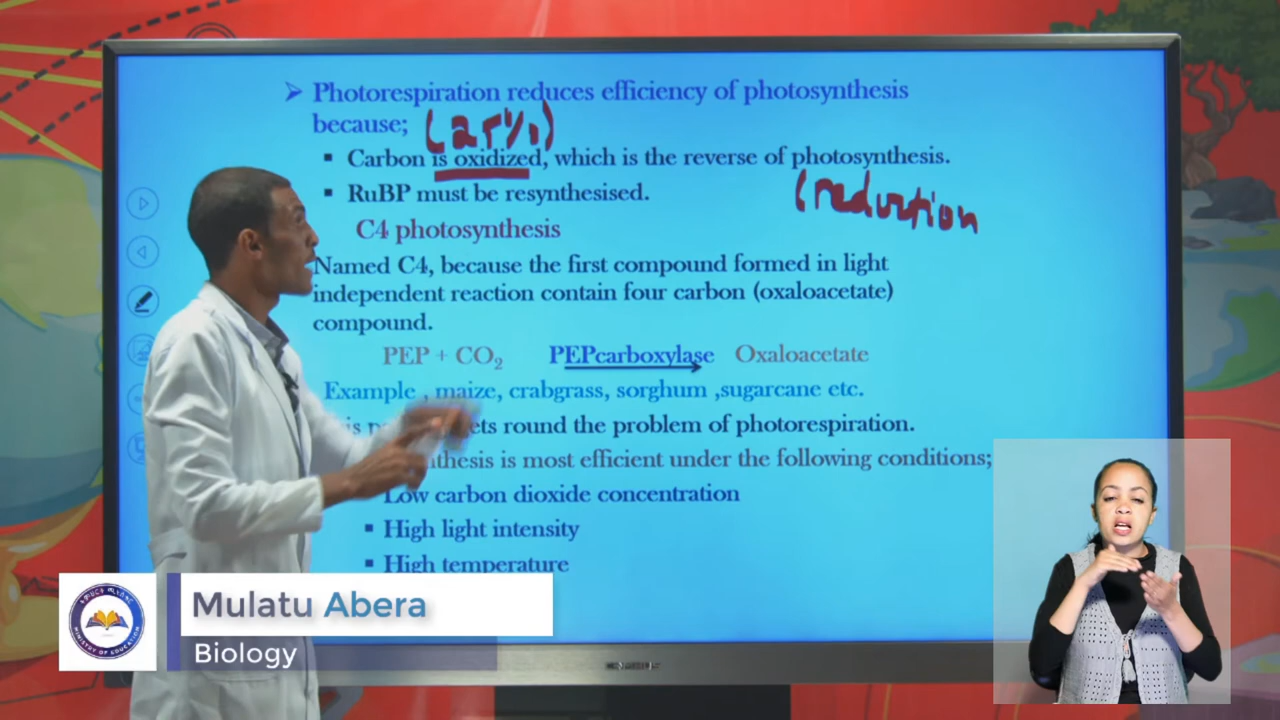 ➢ Photorespiration reduces efficiency of photosynthesis
because;
▪ Carbon is oxidized, which is the reverse of photosynthesis.
(reduction
▪ RuBP must be resynthesised.
C4 photosynthesis
Named C4, because the first compound formed in light
independent reaction contain four carbon (oxaloacetate)
compound.
PEP + CO₂ PEPcarboxylase Oxaloacetate
Example , maize, crabgrass, sorghum ,sugarcane etc.
round the problem of photorespiration.
is most efficient under the following conditions;
Low carbon dioxide concentration
▪ High light intensity
▪ High temperature
MINISTRY OF EDUCATION
Mulatu Abera
Biology